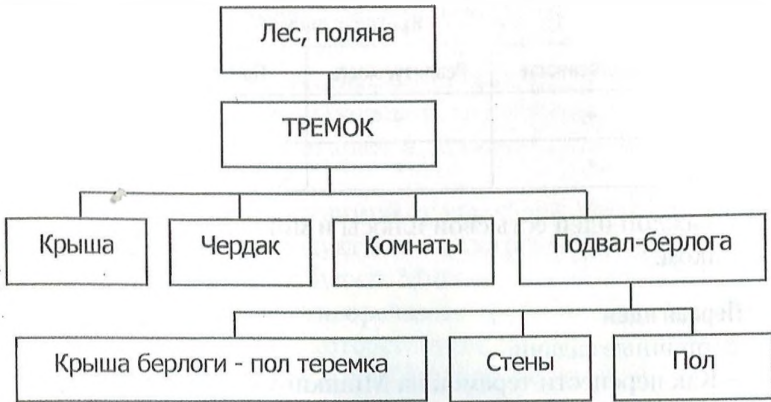 Лес, поляна
ТРЕМОК
Крыша
Чердак
Комнаты
Подвал-берлога
Крыша берлоги - пол теремка
Стены
Пол